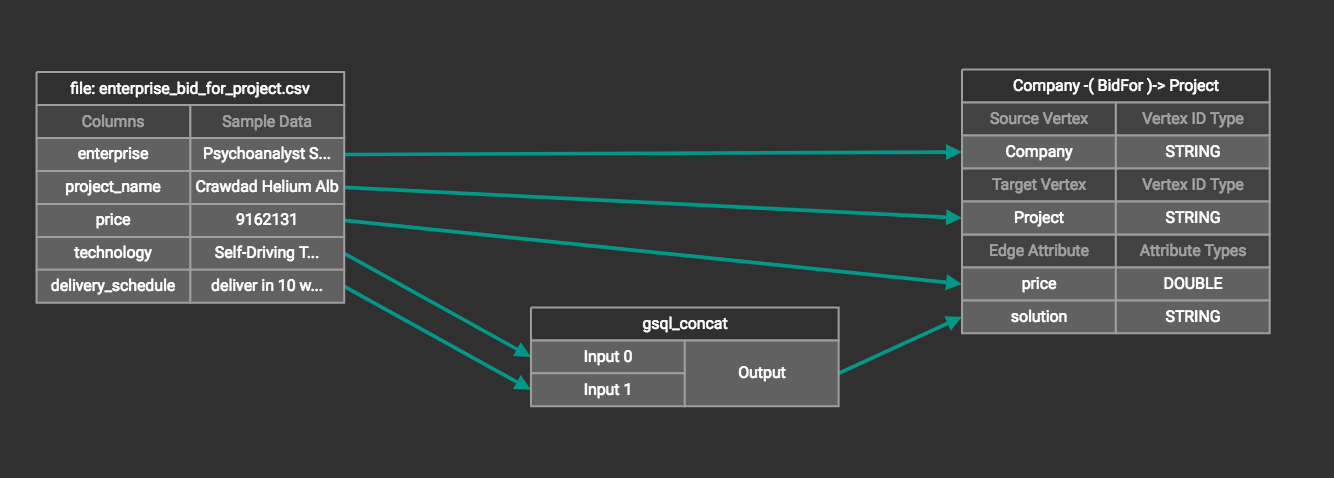 file: enterprise_bid_for_project.csv
Columns Sample Data
enterprise Psychoanalyst S...
project_name Crawdad Helium Alb
price 9162131
technology Self-Driving T...
delivery_schedule deliver in 10 w...
gsql_concat
Input 0
Input 1
Output
Company -( BidFor )-> Project
Source Vertex Vertex ID Type
Company STRING
Target Vertex Vertex ID Type
Project STRING
Edge Attribute Attribute Types
price DOUBLE
solution STRING